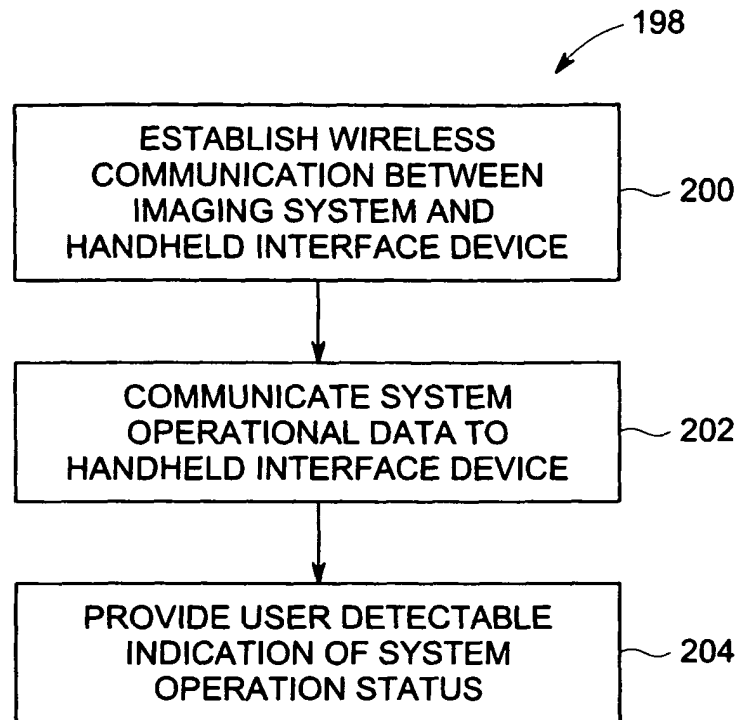 198
ESTABLISH WIRELESS
COMMUNICATION BETWEEN
IMAGING SYSTEM AND
HANDHELD INTERFACE DEVICE
200
COMMUNICATE SYSTEM
OPERATIONAL DATA TO
HANDHELD INTERFACE DEVICE
202
PROVIDE USER DETECTABLE
INDICATION OF SYSTEM
OPERATION STATUS
204